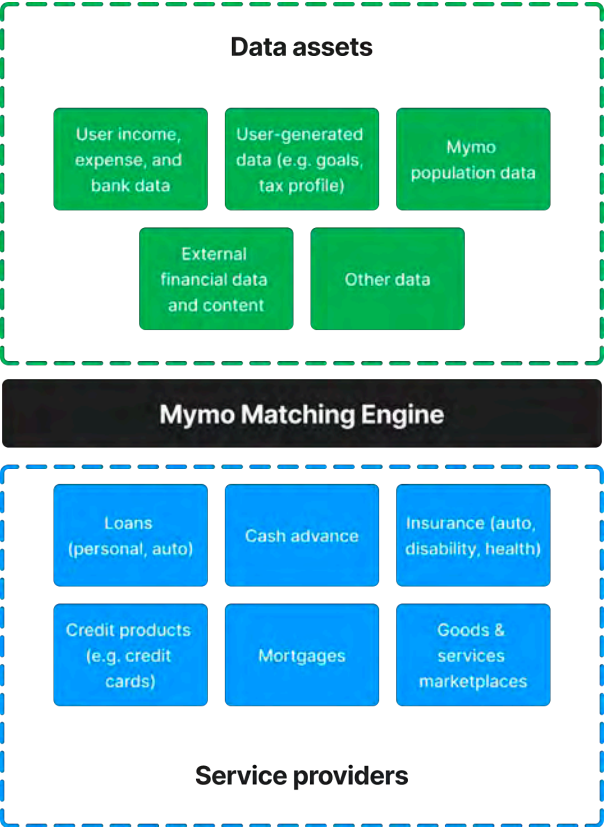 Data assets
User income,
expense, and
bank data
User-generated
data (e.g. goals,
tax profile)
Mymo
population data
External
financial data
and content
Other data
Mymo Matching Engine
Loans
(personal, auto)
Cash advance
Insurance (auto,
disability, health)
Credit products
(e.g. credit
cards)
Mortgages
Goods &
services
marketplaces
Service providers